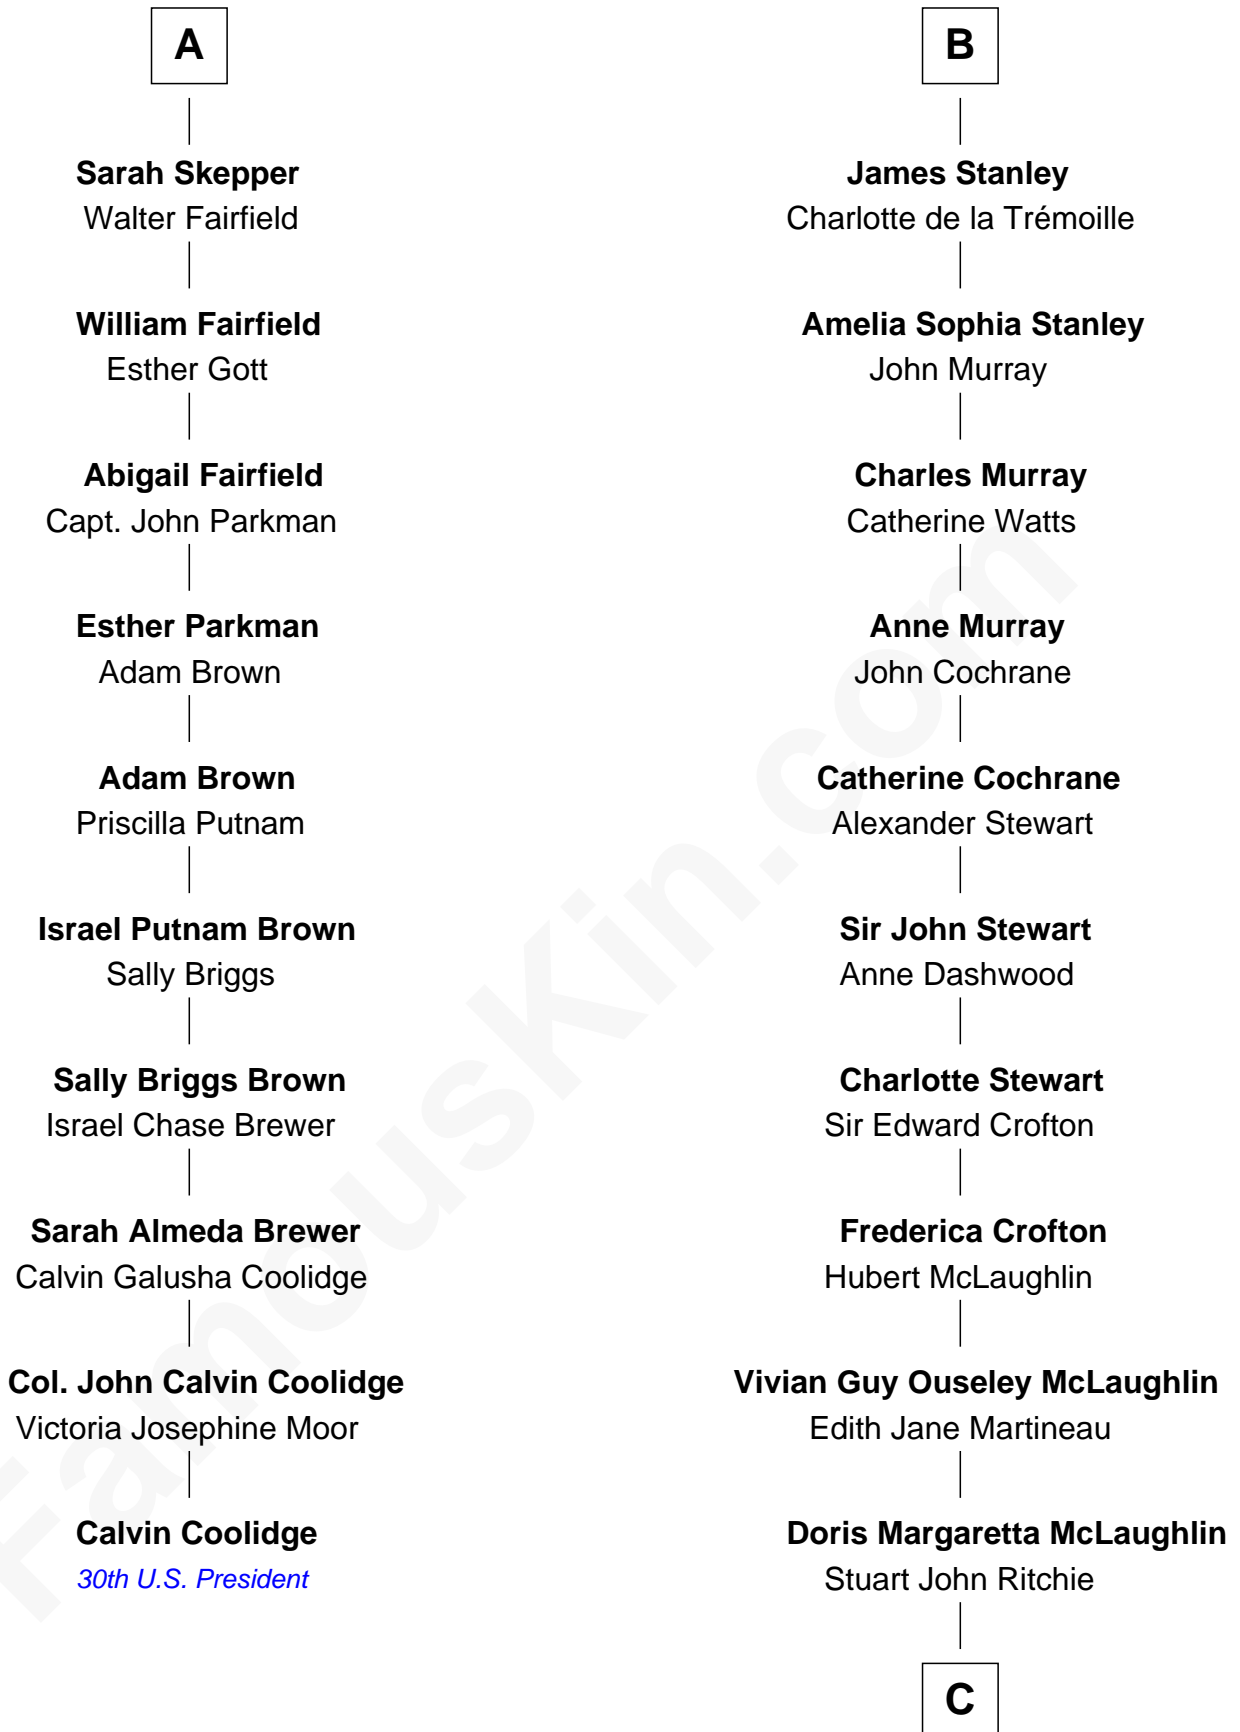 A
Sarah Skepper
Walter Fairfield
William Fairfield
Esther Gott
Abigail Fairfield
Capt. John Parkman
Esther Parkman
Adam Brown
Adam Brown
Priscilla Putnam
Israel Putnam Brown
Sally Briggs
Sally Briggs Brown
Israel Chase Brewer
Sarah Almeda Brewer
Calvin Galusha Coolidge
Col. John Calvin Coolidge
Victoria Josephine Moor
Calvin Coolidge
30th U.S. President
B
James Stanley
Charlotte de la Trémoille
Amelia Sophia Stanley
John Murray
Charles Murray
Catherine Watts
Anne Murray
John Cochrane
Catherine Cochrane
Alexander Stewart
Sir John Stewart
Anne Dashwood
Charlotte Stewart
Sir Edward Crofton
Frederica Crofton
Hubert McLaughlin
Vivian Guy Ouseley McLaughlin
Edith Jane Martineau
Doris Margaretta McLaughlin
Stuart John Ritchie
C
FamousKin.com